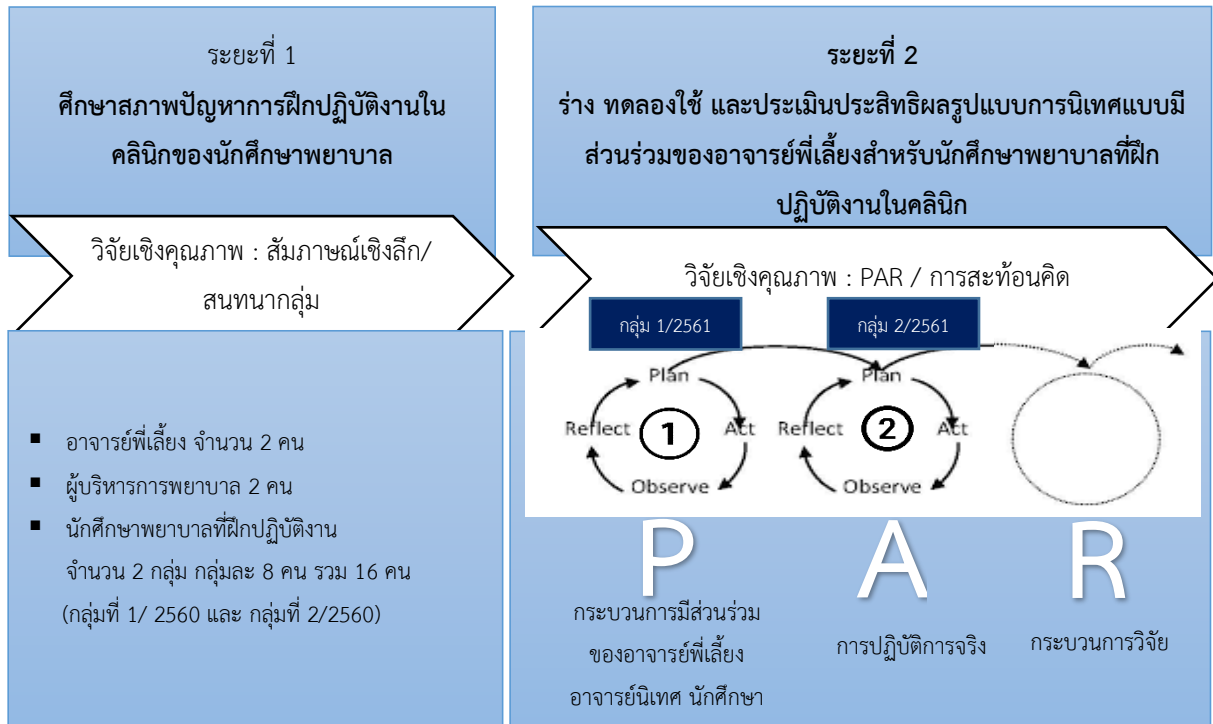 ระยะที่ 1
ศึกษาสภาพปัญหาการฝึกปฏิบัติงานใน
คลินิกของนักศึกษาพยาบาล
วิจัยเชิงคุณภาพ : สัมภาษณ์เชิงลึก/
สนทนากลุ่ม
▪ อาจารย์พี่เลี้ยง จำนวน 2 คน
▪ ผู้บริหารการพยาบาล 2 คน
▪ นักศึกษาพยาบาลที่ฝึกปฏิบัติงาน
จำนวน 2 กลุ่ม กลุ่มละ 8 คน รวม 16 คน
(กลุ่มที่ 1/ 2560 และ กลุ่มที่ 2/2560)
ระยะที่ 2
ร่าง ทดลองใช้ และประเมินประสิทธิผลรูปแบบการนิเทศแบบมี
ส่วนร่วมของอาจารย์พี่เลี้ยงสำหรับนักศึกษาพยาบาลที่ฝึก
ปฏิบัติงานในคลินิก
วิจัยเชิงคุณภาพ : PAR / การสะท้อนคิด
กลุ่ม 1/2561
กลุ่ม 2/2561
Plan
Plan
Reflect 1 Act
Reflect 2 Act
Observe
Observe
P
A
R
กระบวนการมีส่วนร่วม
ของอาจารย์พี่เลี้ยง
อาจารย์นิเทศ นักศึกษา
การปฏิบัติการจริง
กระบวนการวิจัย